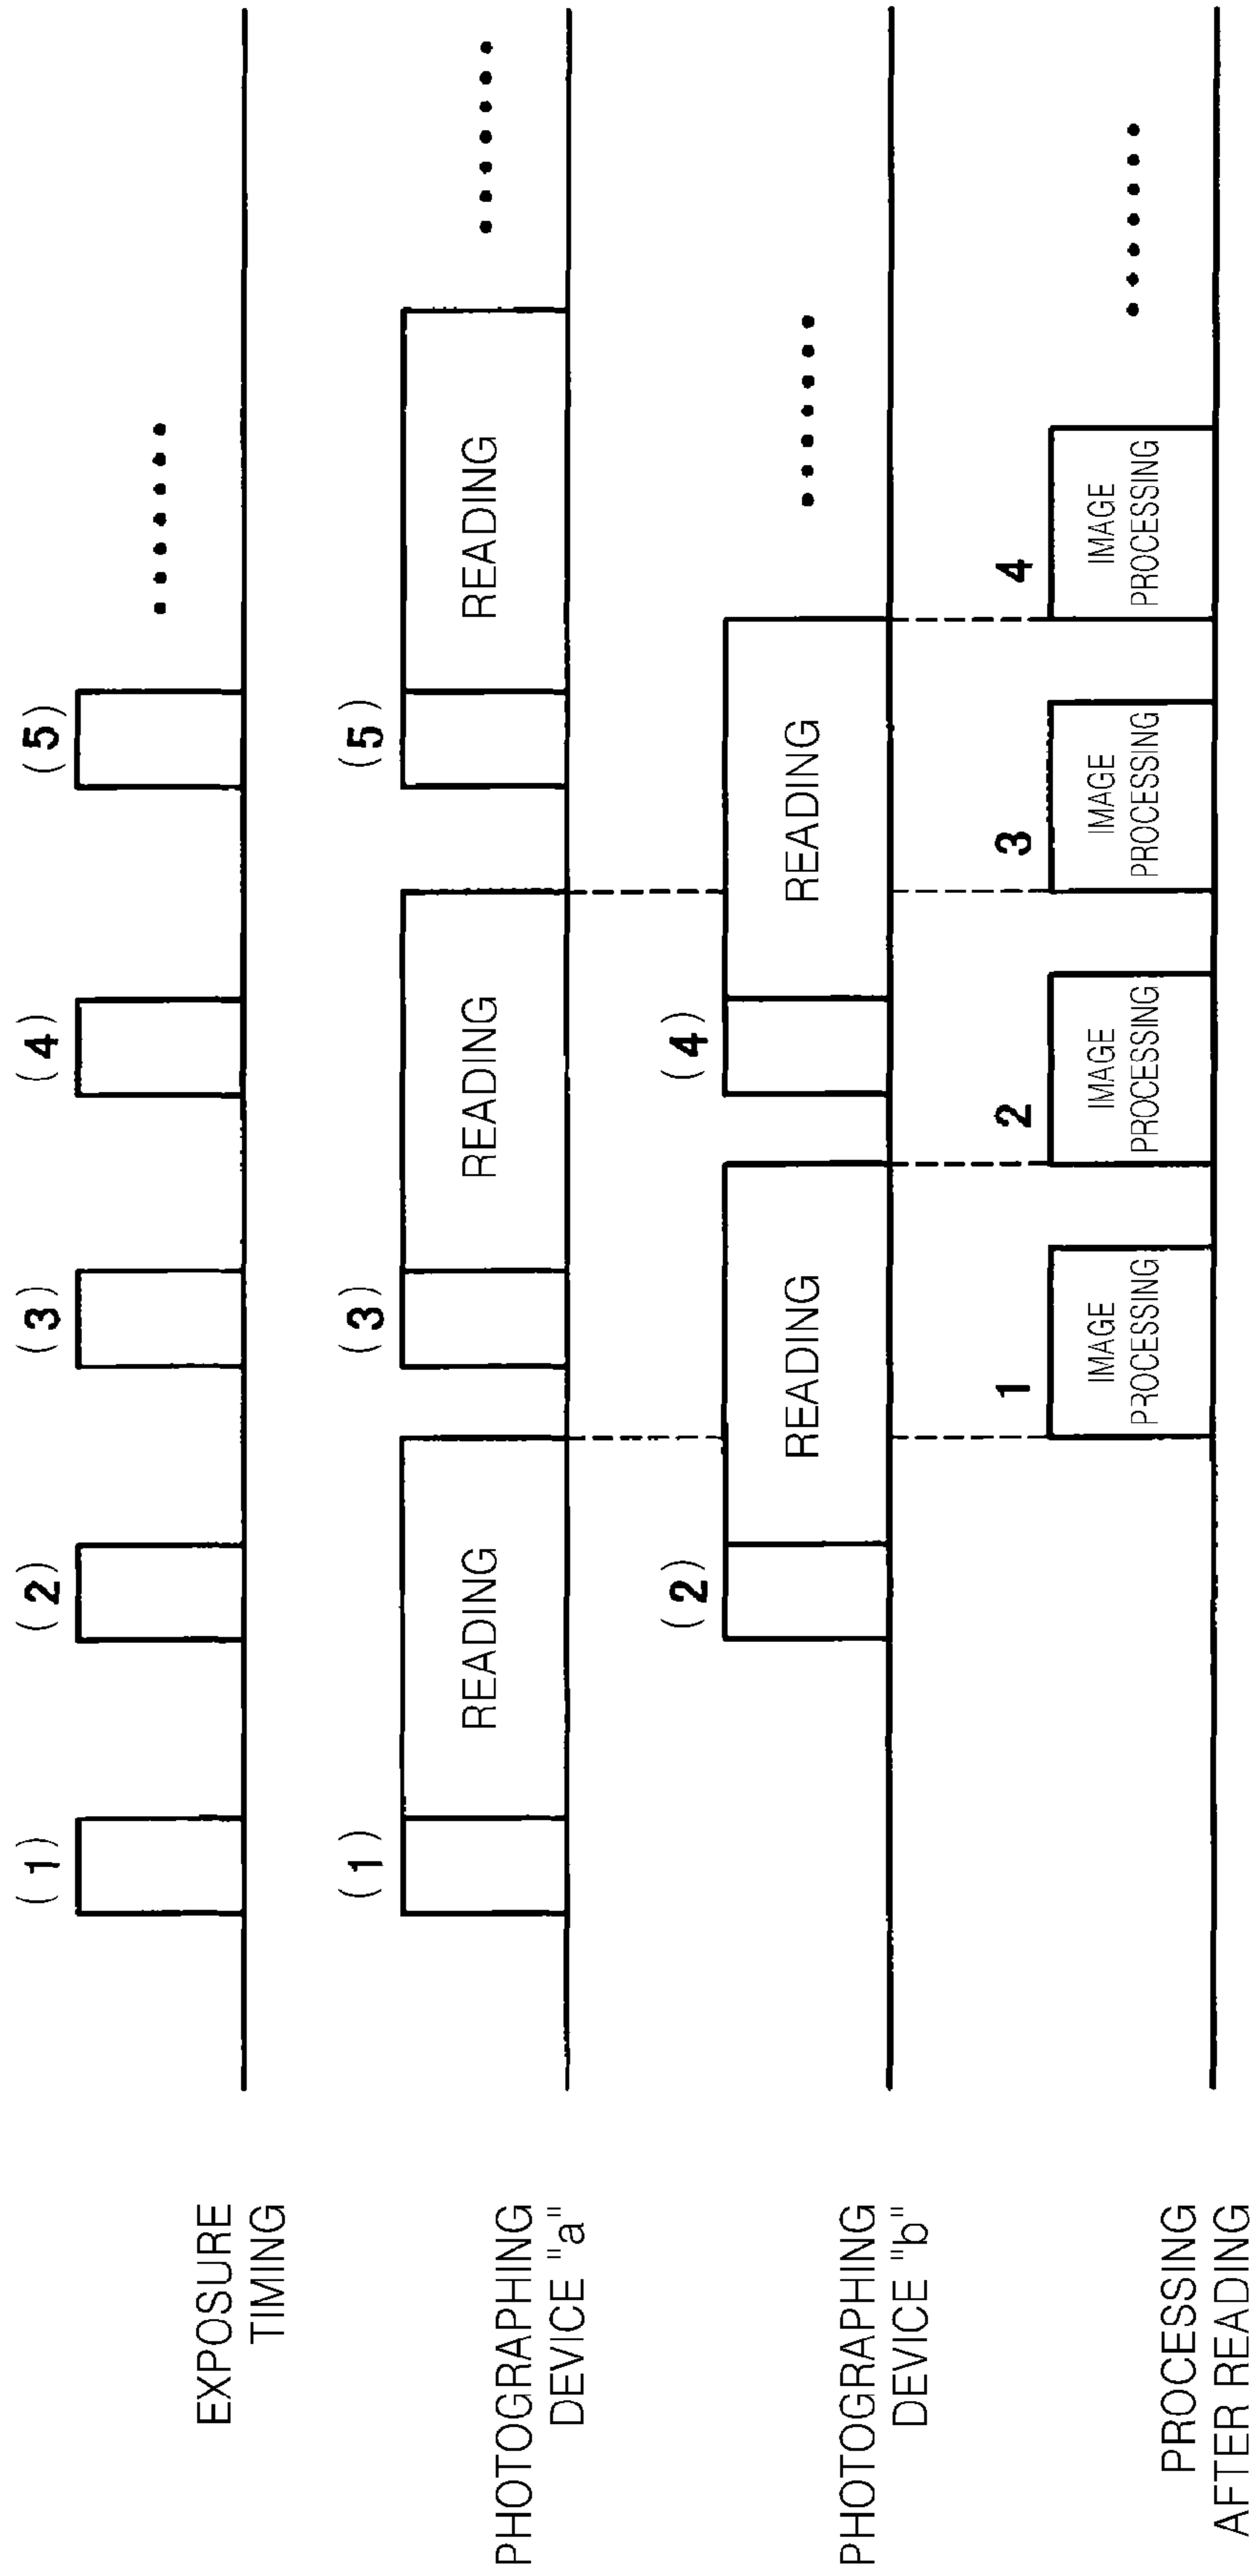 EXPOSURE
TIMING
(1)
(2)
(3)
(4)
(5)
PHOTOGRAPHING
DEVICE "a"
(1)
READING
(3)
READING
(5)
READING
PHOTOGRAPHING
DEVICE "b"
(2)
READING
(4)
READING
PROCESSING
AFTER READING
1
IMAGE
PROCESSING
2
IMAGE
PROCESSING
3
IMAGE
PROCESSING
4
IMAGE
PROCESSING